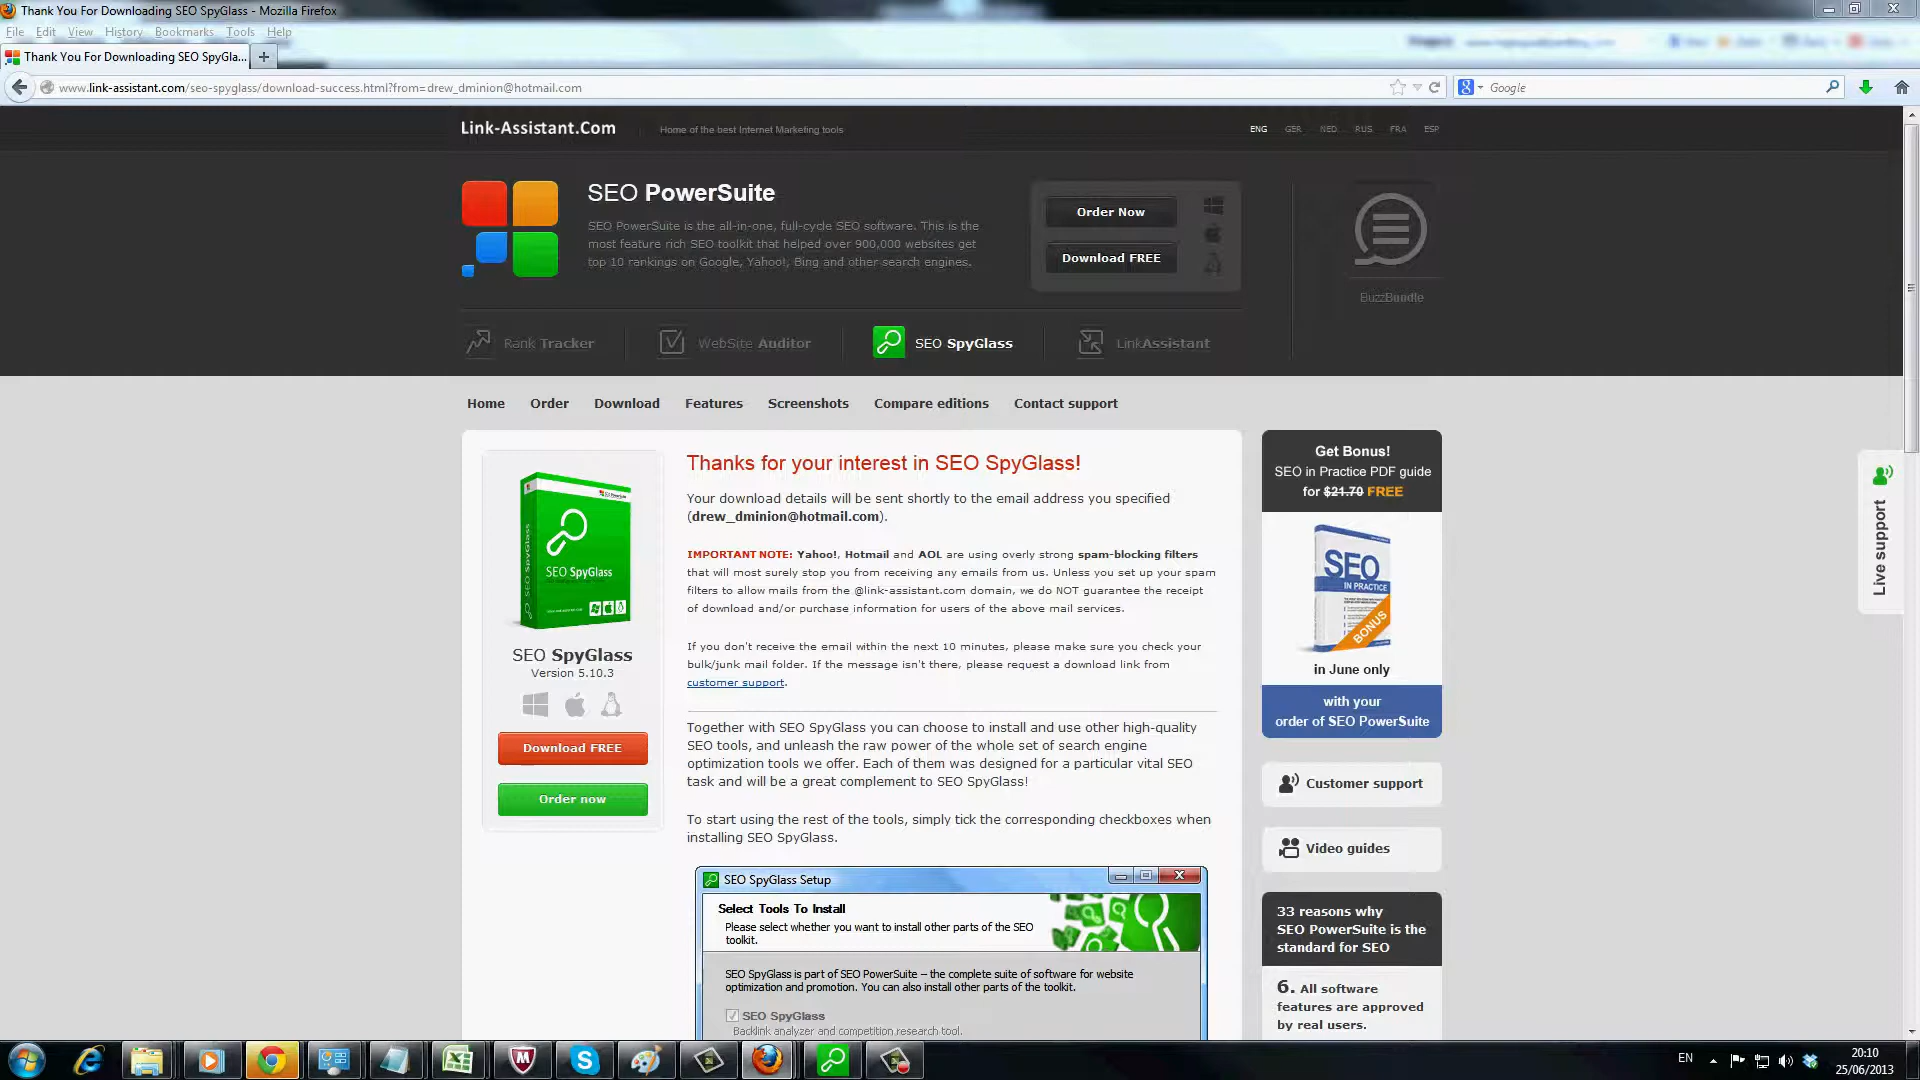 Thank You For Downloading SEO SpyGlass - Mozilla Firefox
File Edit View History Bookmarks Tools Help
Thank You For Downloading SEO SpyGla...
www.link-assistant.com/seo-spyglass/download-success.html?from=drew_dminion@hotmail.com
Google
Link-Assistant.Com
Home of the best Internet Marketing tools
ENG GER NED RUS FRA ESP
SEO PowerSuite
SEO PowerSuite is the all-in-one, full-cycle SEO software. This is the
most feature rich SEO toolkit that helped over 900,000 websites get
top 10 rankings on Google, Yahoo!, Bing and other search engines.
Order Now
Download FREE
BuzzBundle
Rank Tracker
WebSite Auditor
SEO SpyGlass
LinkAssistant
Home Order Download Features Screenshots Compare editions Contact support
SEO SpyGlass
SEO SpyGlass
SEO SpyGlass
Version 5.10.3
Download FREE
Order now
Thanks for your interest in SEO SpyGlass!
Your download details will be sent shortly to the email address you specified
(drew_dminion@hotmail.com).
IMPORTANT NOTE: Yahoo!, Hotmail and AOL are using overly strong spam-blocking filters
that will most surely stop you from receiving any emails from us. Unless you set up your spam
filters to allow mails from the @link-assistant.com domain, we do NOT guarantee the receipt
of download and/or purchase information for users of the above mail services.
If you don't receive the email within the next 10 minutes, please make sure you check your
bulk/junk mail folder. If the message isn't there, please request a download link from
customer support.
Together with SEO SpyGlass you can choose to install and use other high-quality
SEO tools, and unleash the raw power of the whole set of search engine
optimization tools we offer. Each of them was designed for a particular vital SEO
task and will be a great complement to SEO SpyGlass!
To start using the rest of the tools, simply tick the corresponding checkboxes when
installing SEO SpyGlass.
SEO SpyGlass Setup
Select Tools To Install
Please select whether you want to install other parts of the SEO
toolkit.
SEO SpyGlass is part of SEO PowerSuite – the complete suite of software for website
optimization and promotion. You can also install other parts of the toolkit.
SEO SpyGlass
Backlink analyzer and competition research tool.
Get Bonus!
SEO in Practice PDF guide
for $21.70 FREE
SEO
IN PRACTICE
BONUS
in June only
with your
order of SEO PowerSuite
Customer support
Video guides
33 reasons why
SEO PowerSuite is the
standard for SEO
6. All software
features are approved
by real users.
Live support
EN
20:10
25/06/2013